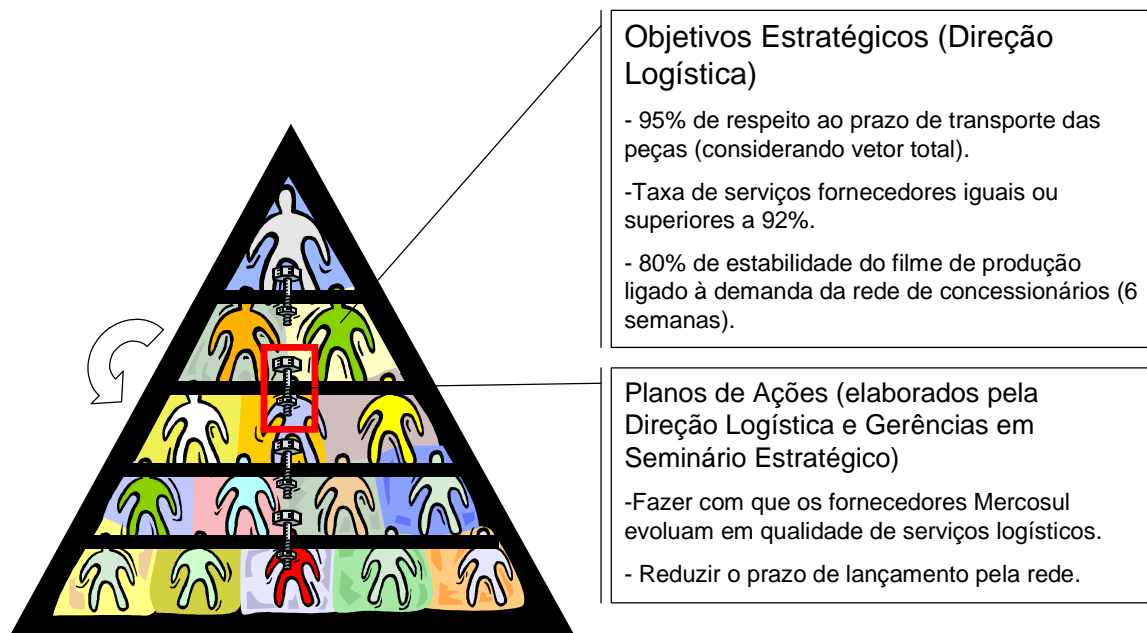 Objetivos Estratégicos (Direção
Logística)
- 95% de respeito ao prazo de transporte das
peças (considerando vetor total).
-Taxa de serviços fornecedores iguais ou
superiores a 92%.
- 80% de estabilidade do filme de produção
ligado à demanda da rede de concessionários (6
semanas).
Planos de Ações (elaborados pela
Direção Logística e Gerências em
Seminário Estratégico)
-Fazer com que os fornecedores Mercosul
evoluam em qualidade de serviços logísticos.
- Reduzir o prazo de lançamento pela rede.